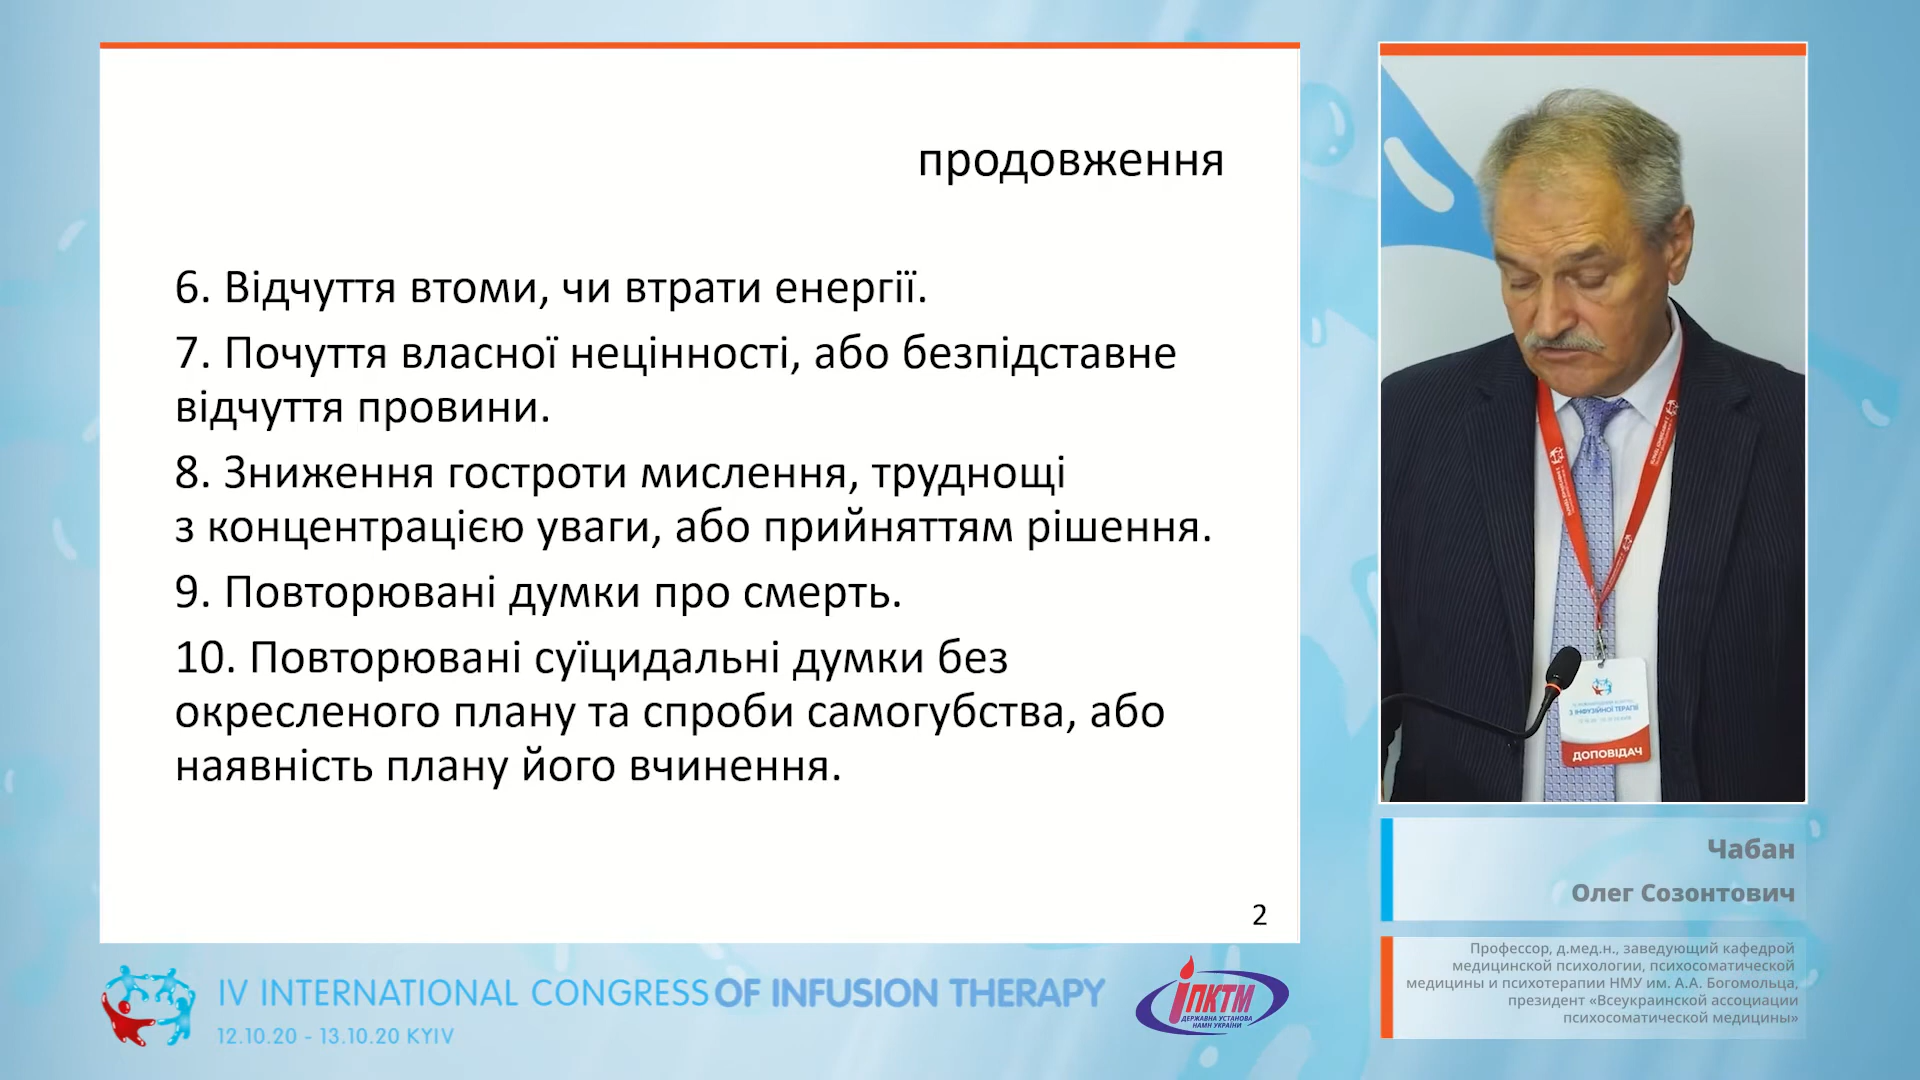 продовження
6. Відчуття втоми, чи втрати енергії.
7. Почуття власної нецінності, або безпідставне
відчуття провини.
8. Зниження гостроти мислення, труднощі
з концентрацією уваги, або прийняттям рішення.
9. Повторювані думки про смерть.
10. Повторювані суїцидальні думки без
окресленого плану та спроби самогубства, або
наявність плану його вчинення.
2
IV INTERNATIONAL CONGRESS OF INFUSION THERAPY
12.10.20 - 13.10.20 KYIV
ІПКТМ
ДЕРЖАВНА УСТАНОВА
НАМН УКРАЇНИ
З ІНФУЗІЙНОЇ ТЕРАПІЇ
ДОПОВІДАЧ
Чабан
Олег Созонтович
Профессор, д.мед.н., заведующий кафедрой
медицинской психологии, психосоматической
медицины и психотерапии НМУ им. А.А. Богомольца,
президент «Всеукраинской ассоциации
психосоматической медицины»